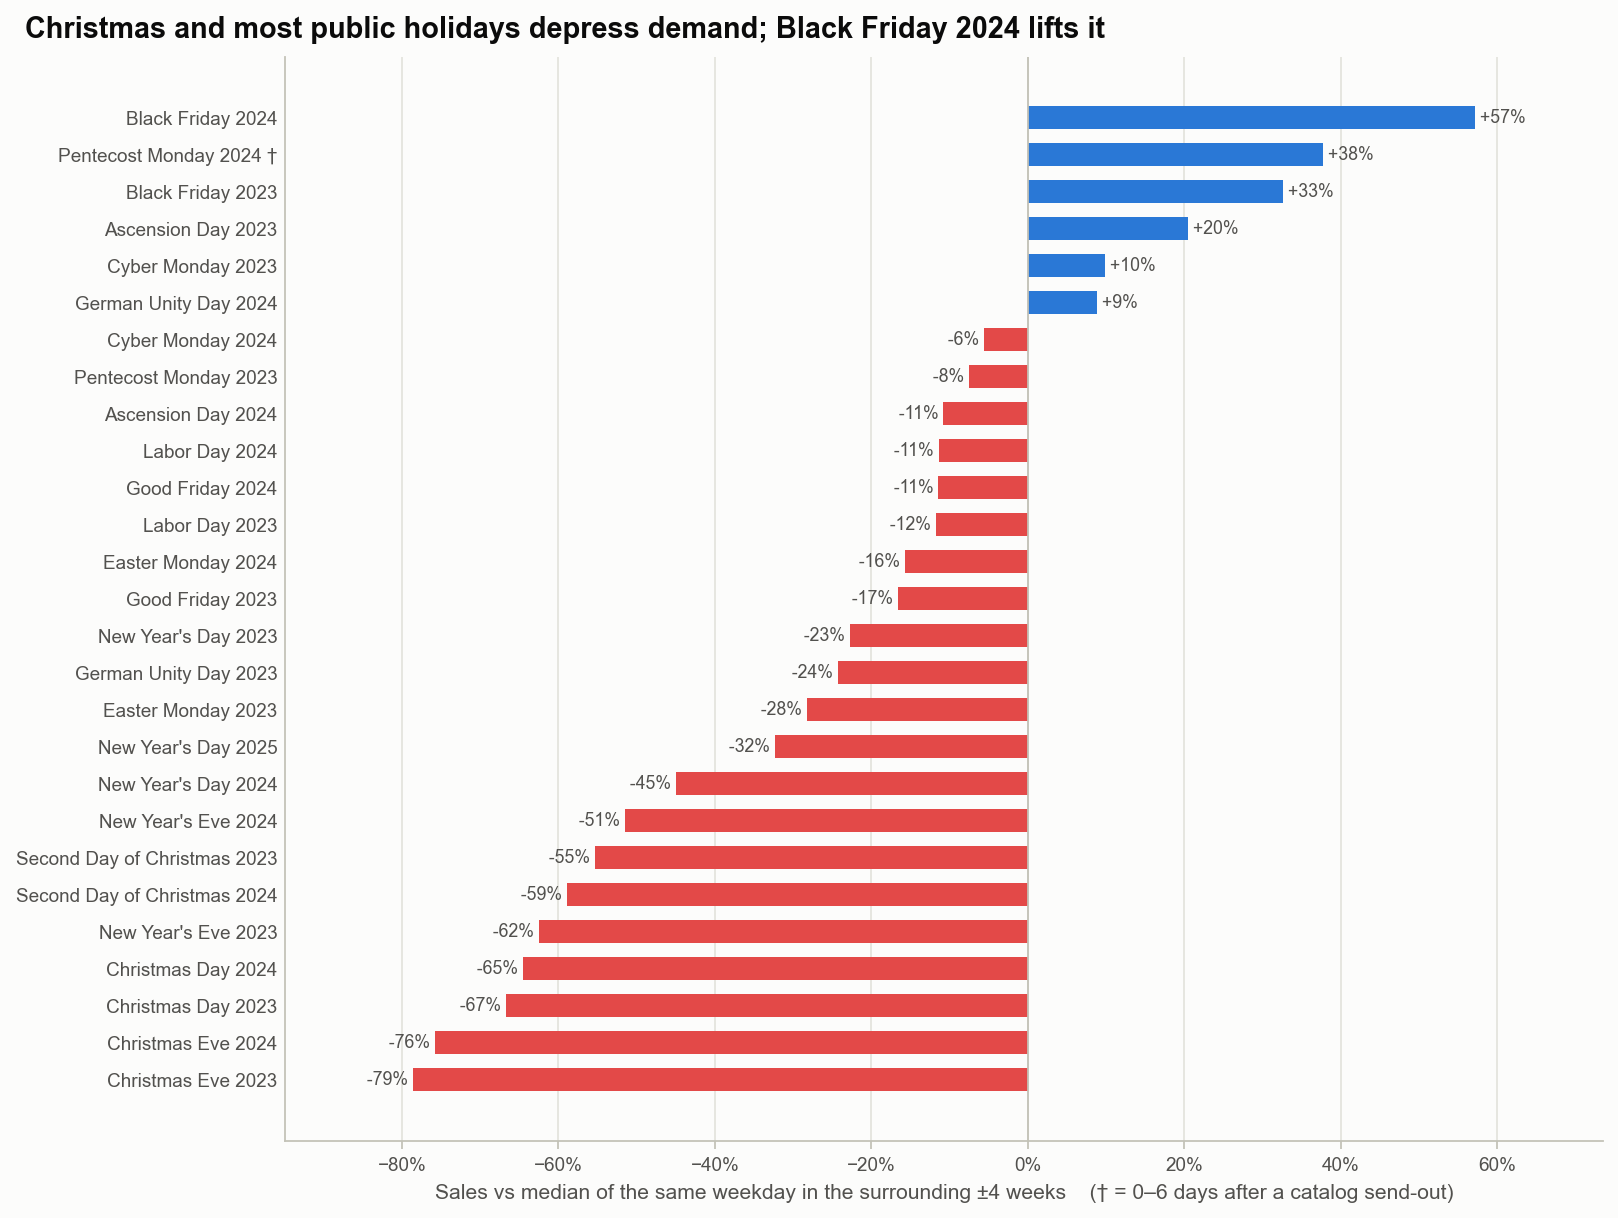 Christmas and most public holidays depress demand; Black Friday 2024 lifts it
Black Friday 2024 +57%
Pentecost Monday 2024 † +38%
Black Friday 2023 +33%
Ascension Day 2023 +20%
Cyber Monday 2023 +10%
German Unity Day 2024 +9%
Cyber Monday 2024 -6%
Pentecost Monday 2023 -8%
Ascension Day 2024 -11%
Labor Day 2024 -11%
Good Friday 2024 -11%
Labor Day 2023 -12%
Easter Monday 2024 -16%
Good Friday 2023 -17%
New Year's Day 2023 -23%
German Unity Day 2023 -24%
Easter Monday 2023 -28%
New Year's Day 2025 -32%
New Year's Day 2024 -45%
New Year's Eve 2024 -51%
Second Day of Christmas 2023 -55%
Second Day of Christmas 2024 -59%
New Year's Eve 2023 -62%
Christmas Day 2024 -65%
Christmas Day 2023 -67%
Christmas Eve 2024 -76%
Christmas Eve 2023 -79%
−80% −60% −40% −20% 0% 20% 40% 60%
Sales vs median of the same weekday in the surrounding ±4 weeks († = 0–6 days after a catalog send-out)